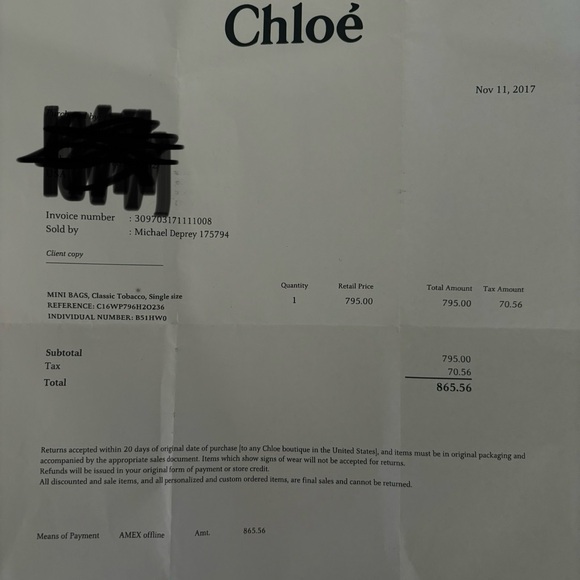 Chloé
Nov 11, 2017
Invoice number : 309703171111008
Sold by : Michael Deprey 175794
Client copy
Quantity Retail Price Total Amount Tax Amount
MINI BAGS, Classic Tobacco, Single size 1 795.00 795.00 70.56
REFERENCE: C16WP796H2O236
INDIVIDUAL NUMBER: B51HW0
Subtotal 795.00
Tax 70.56
Total 865.56
Returns accepted within 20 days of original date of purchase [to any Chloe boutique in the United States], and items must be in original packaging and
accompanied by the appropriate sales document. Items which show signs of wear will not be accepted for returns.
Refunds will be issued in your original form of payment or store credit.
All discounted and sale items, and all personalized and custom ordered items, are final sales and cannot be returned.
Means of Payment AMEX offline Amt. 865.56